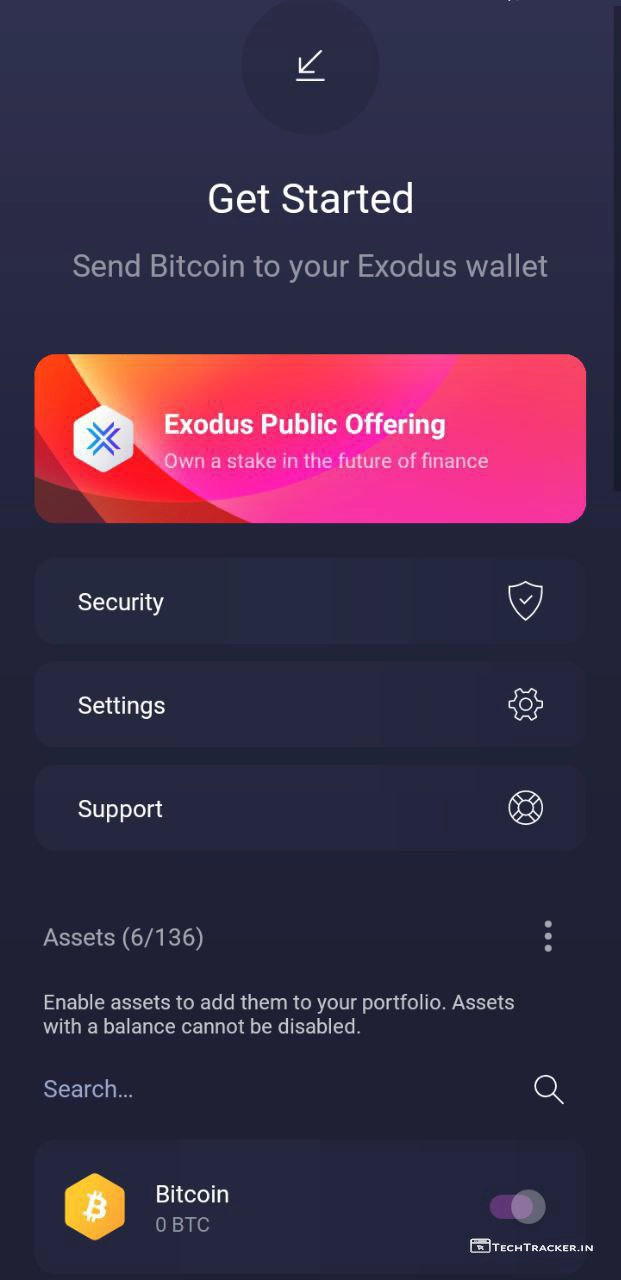 Get Started
Send Bitcoin to your Exodus wallet
Exodus Public Offering
Own a stake in the future of finance
Security
Settings
Support
Assets (6/136)
Enable assets to add them to your portfolio. Assets
with a balance cannot be disabled.
Search...
Bitcoin
0 BTC
TECHTRACKER.IN